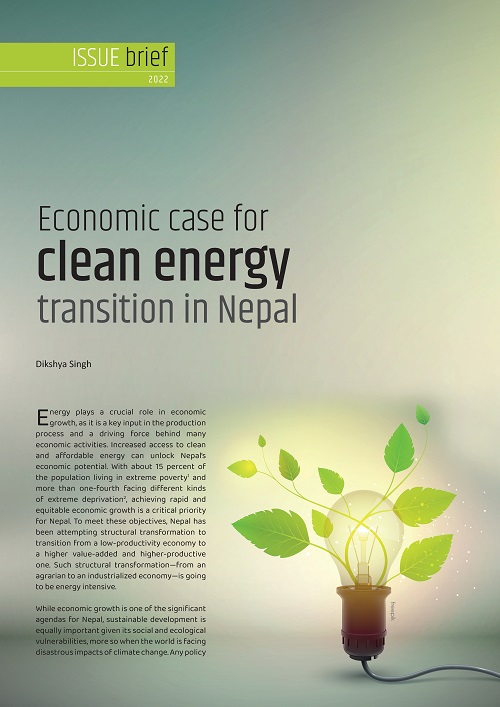 ISSUE brief
2022
Economic case for
clean energy
transition in Nepal
Dikshya Singh
Energy plays a crucial role in economic
growth, as it is a key input in the production
process and a driving force behind many
economic activities. Increased access to clean
and affordable energy can unlock Nepal's
economic potential. With about 15 percent of
the population living in extreme poverty¹ and
more than one-fourth facing different kinds
of extreme deprivation², achieving rapid and
equitable economic growth is a critical priority
for Nepal. To meet these objectives, Nepal has
been attempting structural transformation to
transition from a low-productivity economy to
a higher value-added and higher-productive
one. Such structural transformation—from an
agrarian to an industrialized economy—is going
to be energy intensive.
While economic growth is one of the significant
agendas for Nepal, sustainable development is
equally important given its social and ecological
vulnerabilities, more so when the world is facing
disastrous impacts of climate change. Any policy
freepik